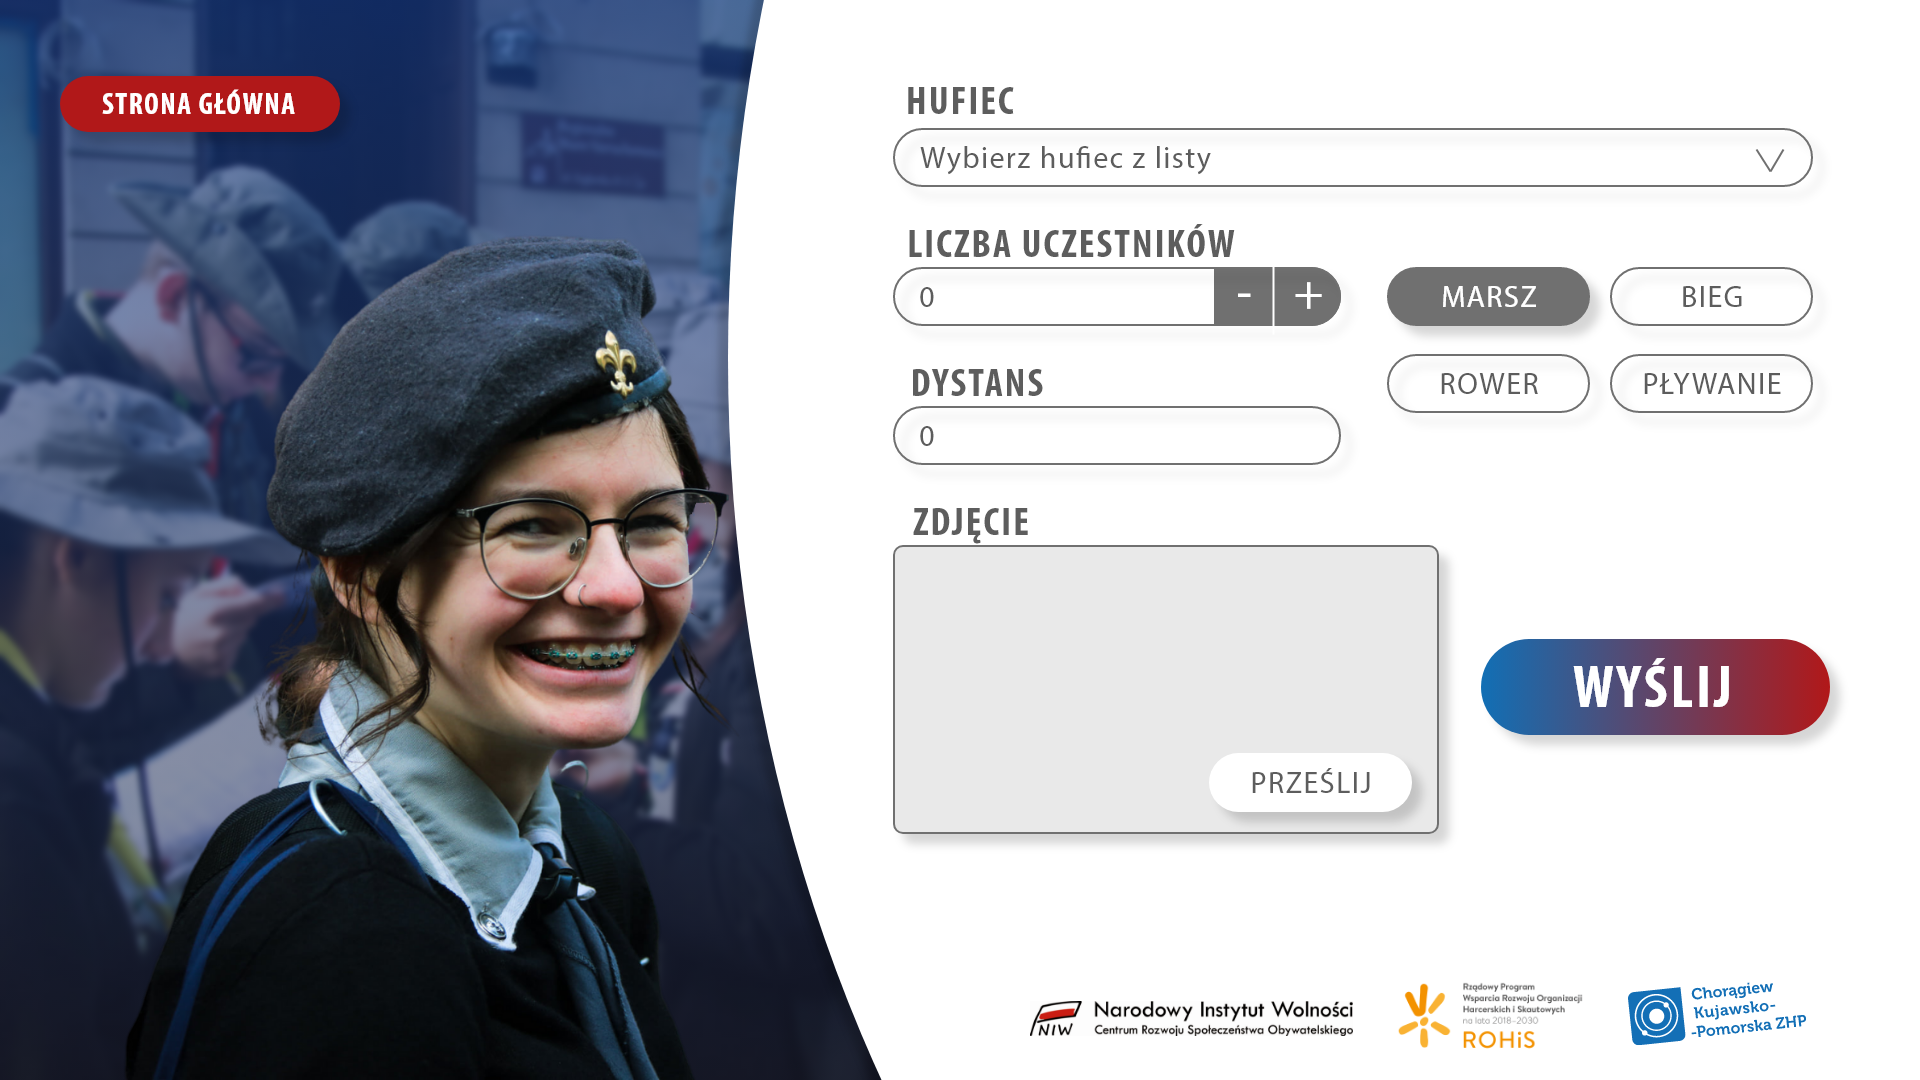 STRONA GŁÓWNA
HUFIEC
Wybierz hufiec z listy
LICZBA UCZESTNIKÓW
0
- +
MARSZ
BIEG
ROWER
PŁYWANIE
DYSTANS
0
ZDJĘCIE
PRZEŚLIJ
WYŚLIJ
NIW
Narodowy Instytut Wolności
Centrum Rozwoju Społeczeństwa Obywatelskiego
Rządowy Program
Wsparcia Rozwoju Organizacji
Harcerskich i Skautowych
na lata 2018-2030
ROHiS
Chorągiew
Kujawsko-
-Pomorska ZHP